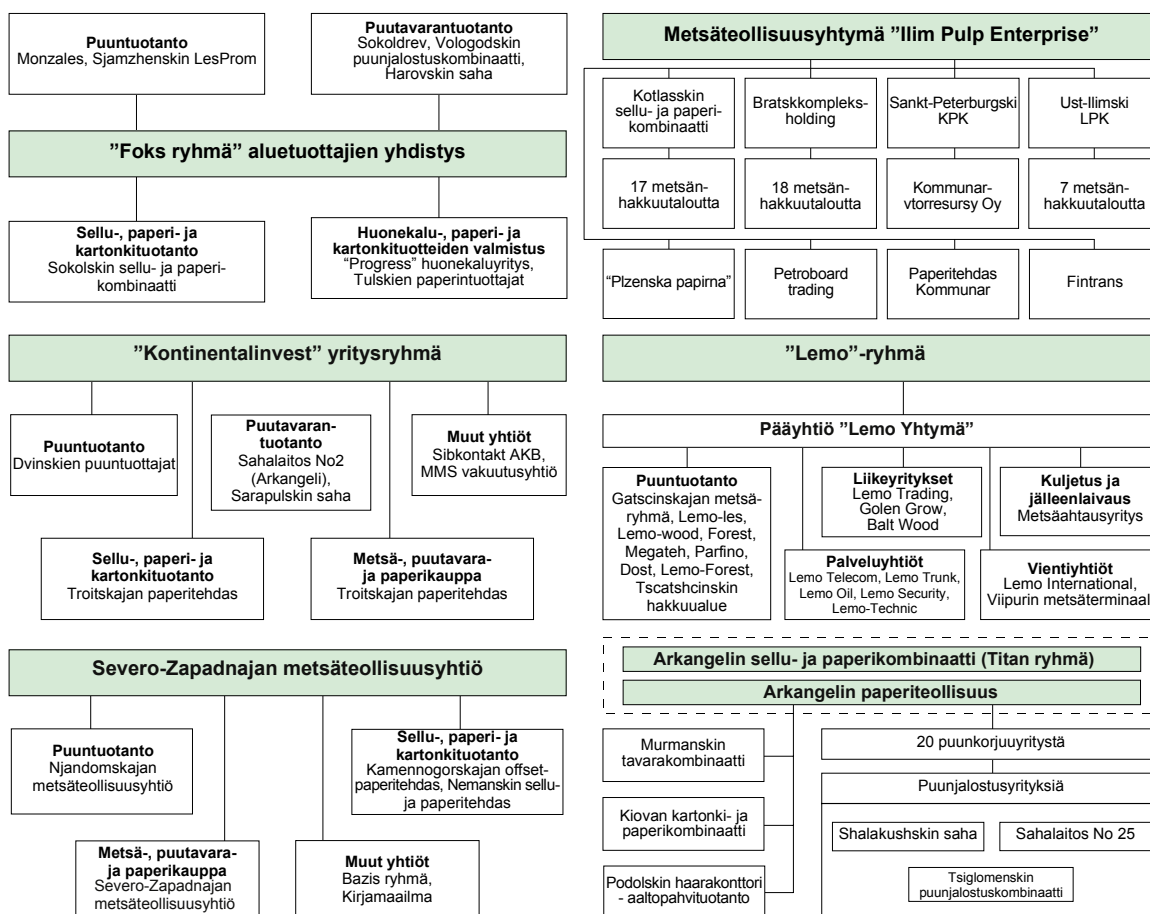 Puuntuotanto
Monzales, Sjamzhenskin LesProm
Puutavarantuotanto
Sokoldrev, Vologodskin
puunjalostuskombinaatti,
Harovskin saha
”Foks ryhmä” aluetuottajien yhdistys
Sellu-, paperi- ja
kartonkituotanto
Sokolskin sellu- ja paperi-
kombinaatti
Huonekalu-, paperi- ja
kartonkituotteiden valmistus
“Progress” huonekaluyritys,
Tulskien paperintuottajat
Metsäteollisuusyhtymä ”Ilim Pulp Enterprise”
Kotlasskin
sellu- ja paperi-
kombinaatti
Bratskkompleks-
holding
Sankt-Peterburgski
KPK
Ust-Ilimski
LPK
17 metsän-
hakkuutaloutta
18 metsän-
hakkuutaloutta
Kommunar-
vtorresursy Oy
7 metsän-
hakkuutaloutta
“Plzenska papirna”
Petroboard
trading
Paperitehdas
Kommunar
Fintrans
”Kontinentalinvest” yritysryhmä
Puuntuotanto
Dvinskien puuntuottajat
Puutavaran-
tuotanto
Sahalaitos No2
(Arkangeli),
Sarapulskin saha
Muut yhtiöt
Sibkontakt AKB,
MMS vakuutusyhtiö
Sellu-, paperi- ja
kartonkituotanto
Troitskajan paperitehdas
Metsä-, puutavara-
ja paperikauppa
Troitskajan paperitehdas
”Lemo”-ryhmä
Pääyhtiö ”Lemo Yhtymä”
Puuntuotanto
Gatscinskajan metsä-
ryhmä, Lemo-les,
Lemo-wood, Forest,
Megateh, Parfino,
Dost, Lemo-Forest,
Tscatshcinskin
hakkuualue
Liikeyritykset
Lemo Trading,
Golen Grow,
Balt Wood
Kuljetus ja
jälleenlaivaus
Metsäahtausyritys
Palveluyhtiöt
Lemo Telecom, Lemo Trunk,
Lemo Oil, Lemo Security,
Lemo-Technic
Vientiyhtiöt
Lemo International,
Viipurin metsäterminaal
Severo-Zapadnajan metsäteollisuusyhtiö
Puuntuotanto
Njandomskajan
metsäteollisuusyhtiö
Sellu-, paperi- ja
kartonkituotanto
Kamennogorskajan offset-
paperitehdas, Nemanskin sellu-
ja paperitehdas
Metsä-, puutavara-
ja paperikauppa
Severo-Zapadnajan
metsäteollisuusyhtiö
Muut yhtiöt
Bazis ryhmä,
Kirjamaailma
Arkangelin sellu- ja paperikombinaatti (Titan ryhmä)
Arkangelin paperiteollisuus
Murmanskin
tavarakombinaatti
Kiovan kartonki- ja
paperikombinaatti
Podolskin haarakonttori
- aaltopahvituotanto
20 puunkorjuuyritystä
Puunjalostusyrityksiä
Shalakushskin saha
Sahalaitos No 25
Tsiglomenskin
puunjalostuskombinaatti